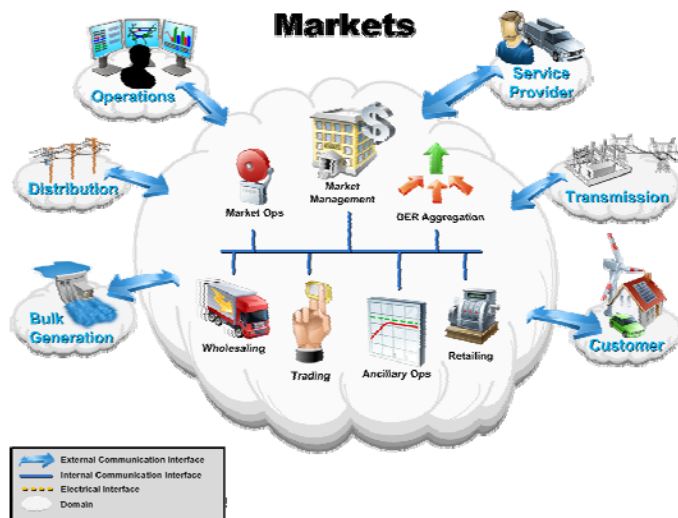 Markets
Operations
Service
Provider
Distribution
Transmission
Market Ops
Market
Management
DER Aggregation
Bulk
Generation
Wholesaling
Trading
Ancillary Ops
Retailing
Customer
External Communication Interface
Internal Communication Interface
Electrical Interface
Domain